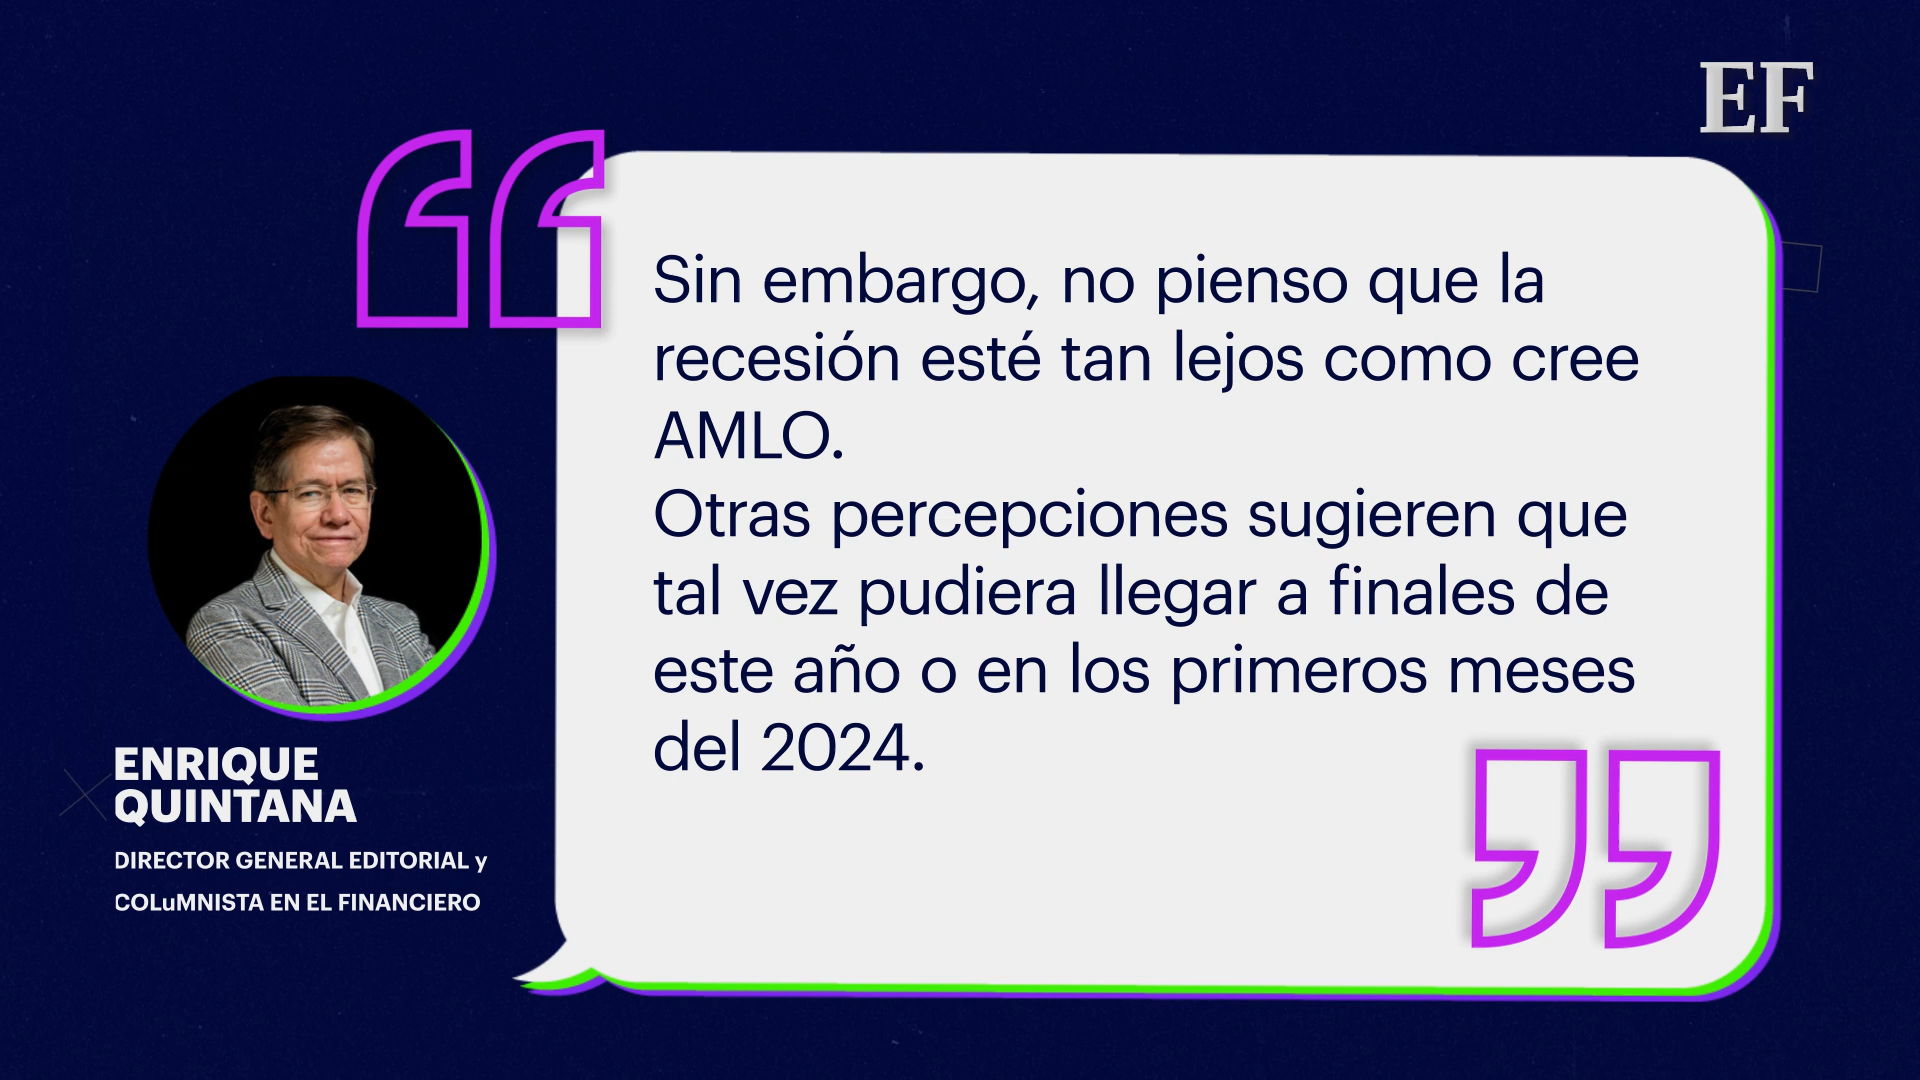 EF
Sin embargo, no pienso que la
recesión esté tan lejos como cree
AMLO.
Otras percepciones sugieren que
tal vez pudiera llegar a finales de
este año o en los primeros meses
del 2024.
ENRIQUE
QUINTANA
DIRECTOR GENERAL EDITORIAL y
COLuMNISTA EN EL FINANCIERO